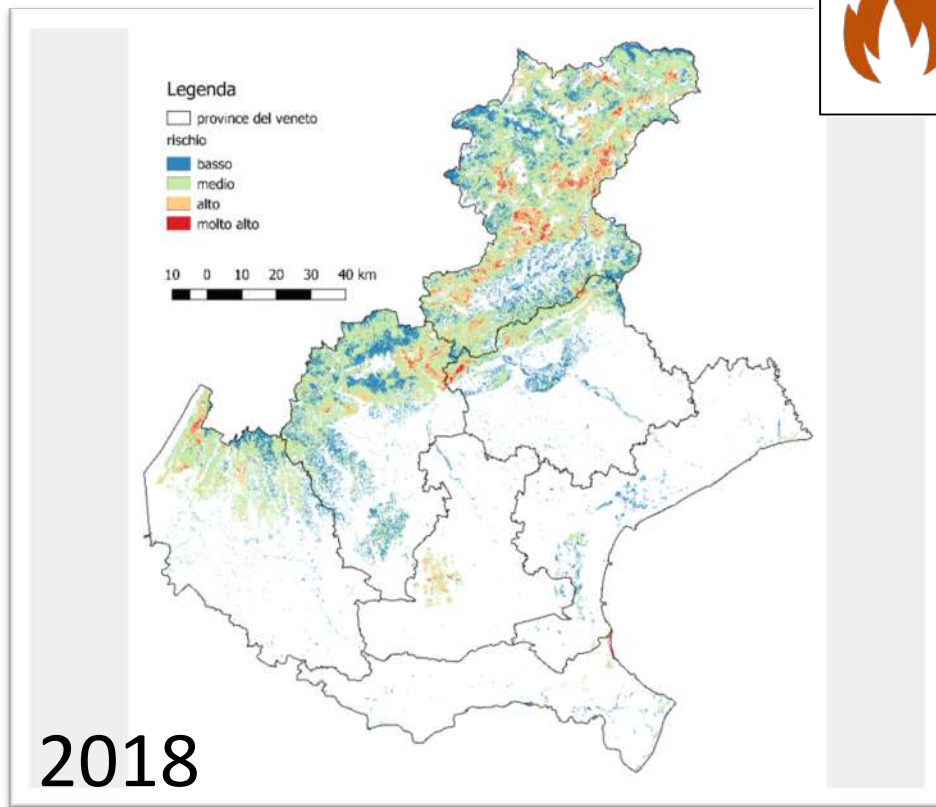 Legenda
province del veneto
rischio
basso
medio
alto
molto alto
10 0 10 20 30 40 km
2018